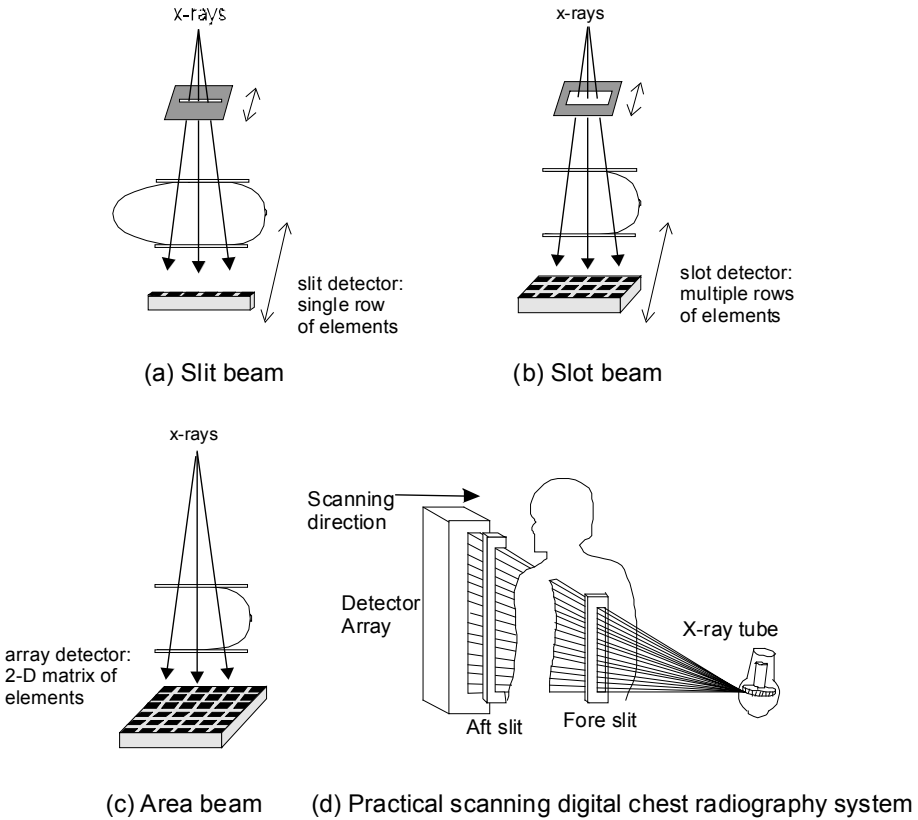 x-rays
slit detector:
single row
of elements
(a) Slit beam
x-rays
slot detector:
multiple rows
of elements
(b) Slot beam
x-rays
array detector:
2-D matrix of
elements
(c) Area beam
Scanning
direction
Detector
Array
X-ray tube
Aft slit
Fore slit
(d) Practical scanning digital chest radiography system